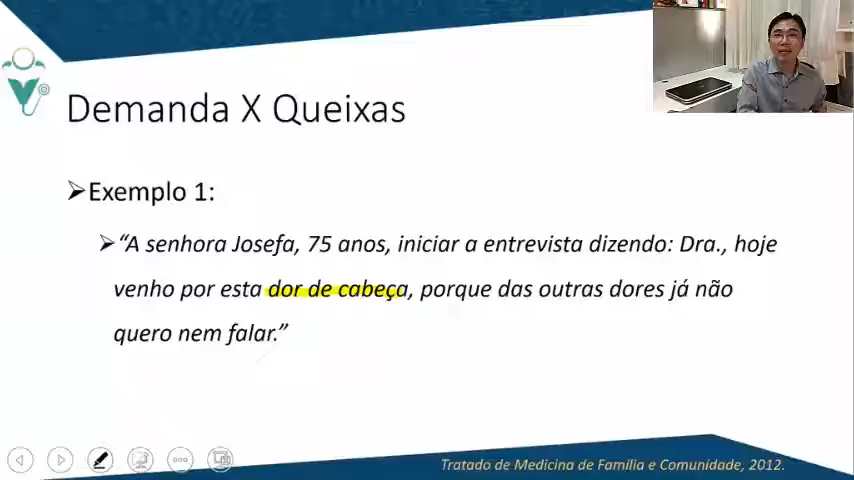 Demanda X Queixas
➢Exemplo 1:
➢“A senhora Josefa, 75 anos, iniciar a entrevista dizendo: Dra., hoje
venho por esta dor de cabeça, porque das outras dores já não
quero nem falar.”
Tratado de Medicina de Família e Comunidade, 2012.